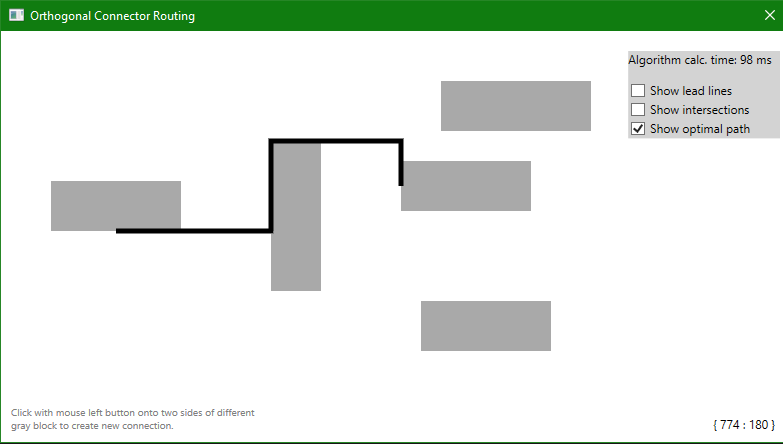 Orthogonal Connector Routing
Algorithm calc. time: 98 ms
Show lead lines
Show intersections
Show optimal path
Click with mouse left button onto two sides of different
gray block to create new connection.
{ 774 : 180 }